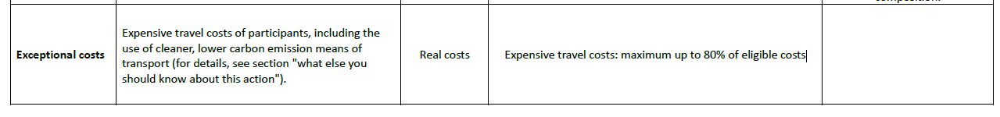 Exceptional costs
Expensive travel costs of participants, including the
use of cleaner, lower carbon emission means of
transport (for details, see section "what else you
should know about this action").
Real costs
Expensive travel costs: maximum up to 80% of eligible costs